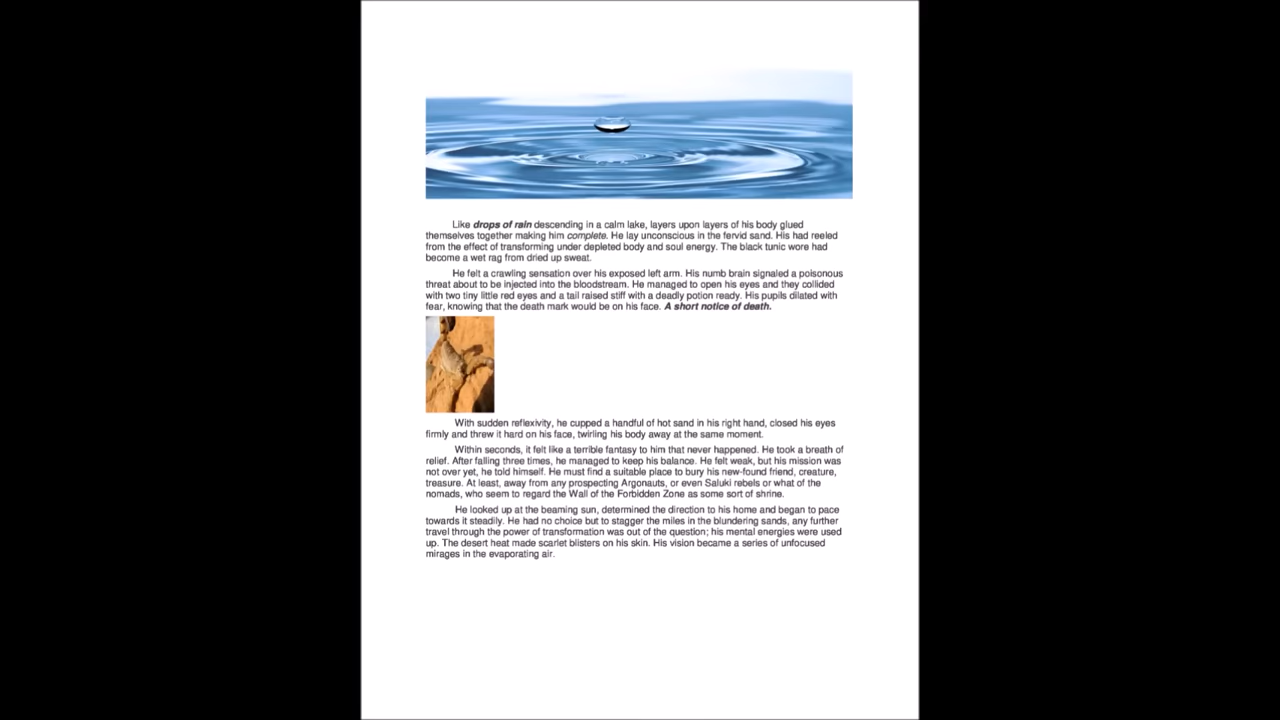 Like drops of rain descending in a calm lake, layers upon layers of his body glued
themselves together making him complete. He lay unconscious in the fervid sand. His had reeled
from the effect of transforming under depleted body and soul energy. The black tunic wore had
become a wet rag from dried up sweat.
He felt a crawling sensation over his exposed left arm. His numb brain signaled a poisonous
threat about to be injected into the bloodstream. He managed to open his eyes and they collided
with two tiny little red eyes and a tail raised stiff with a deadly potion ready. His pupils dilated with
fear, knowing that the death mark would be on his face. A short notice of death.
With sudden reflexivity, he cupped a handful of hot sand in his right hand, closed his eyes
firmly and threw it hard on his face, twirling his body away at the same moment.
Within seconds, it felt like a terrible fantasy to him that never happened. He took a breath of
relief. After falling three times, he managed to keep his balance. He felt weak, but his mission was
not over yet, he told himself. He must find a suitable place to bury his new-found friend, creature,
treasure. At least, away from any prospecting Argonauts, or even Saluki rebels or what of the
nomads, who seem to regard the Wall of the Forbidden Zone as some sort of shrine.
He looked up at the beaming sun, determined the direction to his home and began to pace
towards it steadily. He had no choice but to stagger the miles in the blundering sands, any further
travel through the power of transformation was out of the question; his mental energies were used
up. The desert heat made scarlet blisters on his skin. His vision became a series of unfocused
mirages in the evaporating air.